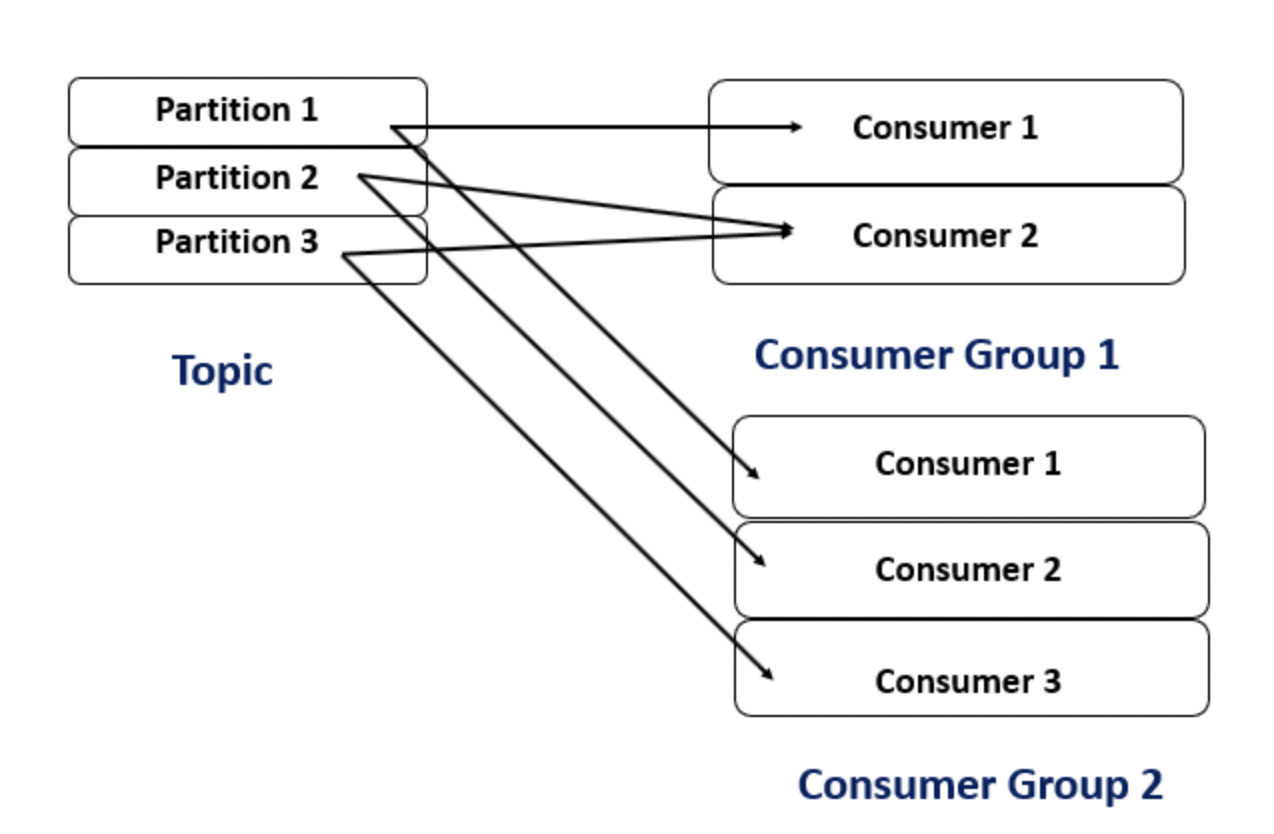 Partition 1
Partition 2
Partition 3
Topic
Consumer 1
Consumer 2
Consumer Group 1
Consumer 1
Consumer 2
Consumer 3
Consumer Group 2